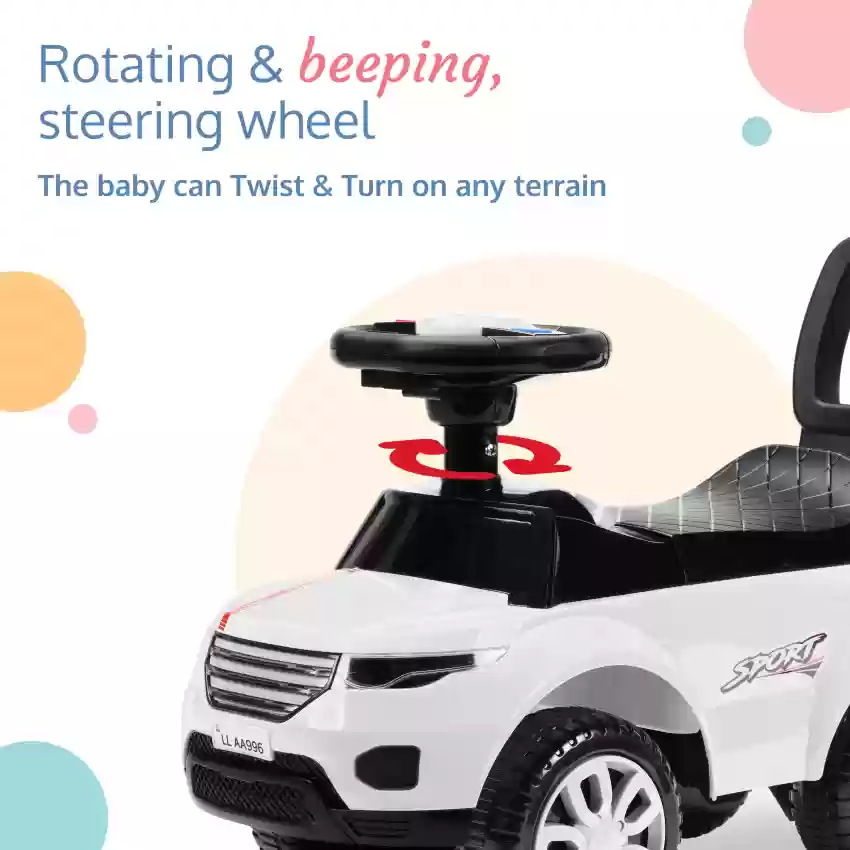 Rotating & beeping,
steering wheel
The baby can Twist & Turn on any terrain
SPORT
LL AA996